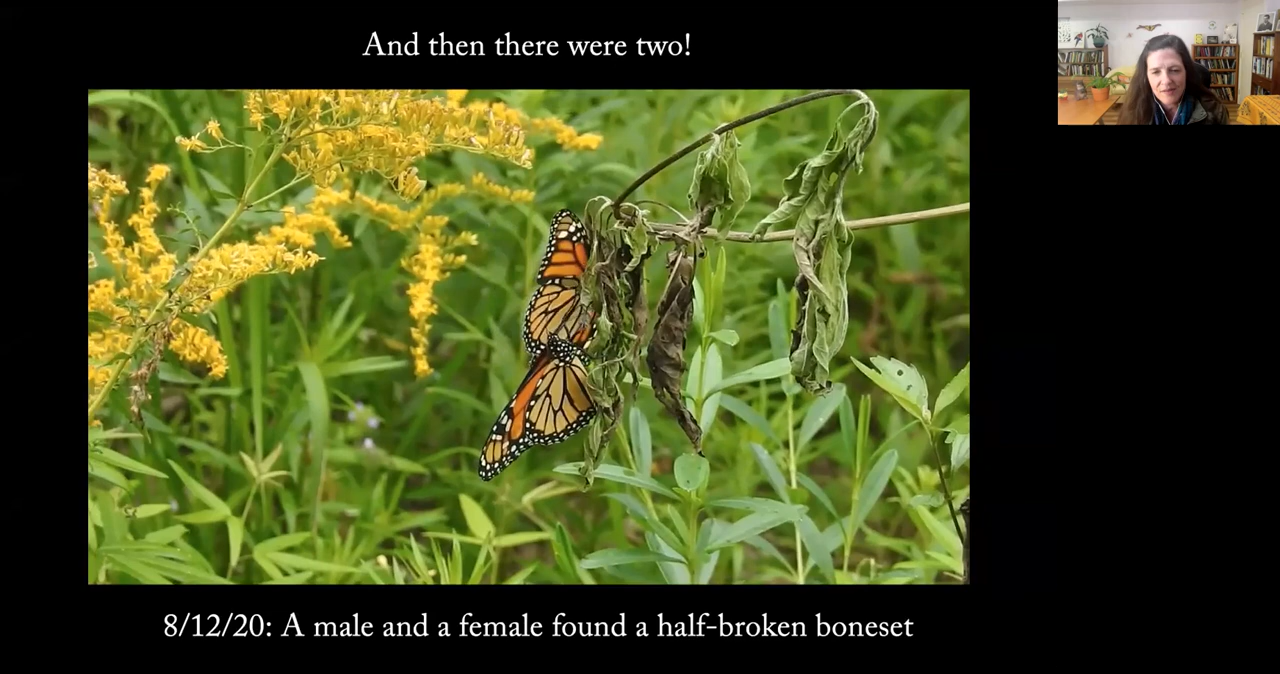 And then there were two!
8/12/20: A male and a female found a half-broken boneset